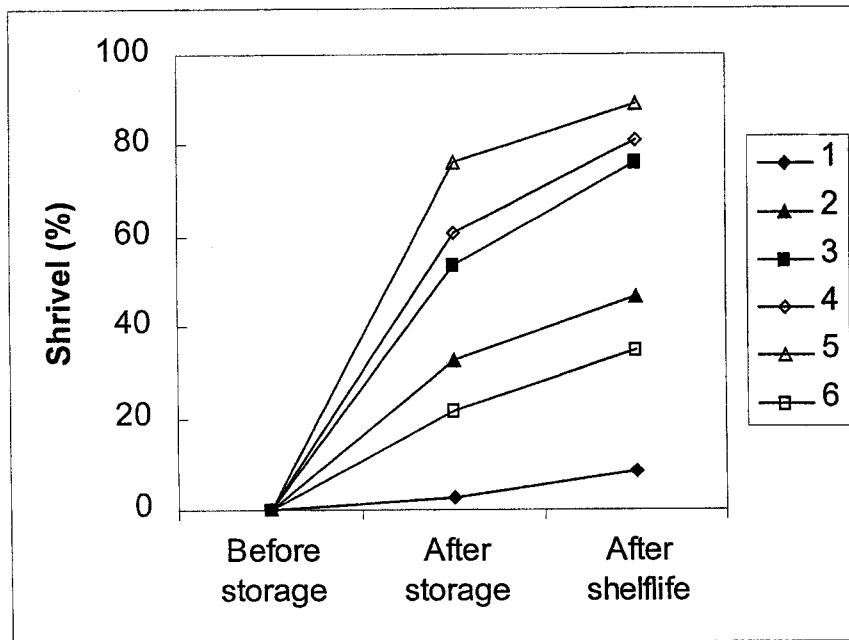 100
80
60
40
20
0
Shrivel (%)
Before
storage
After
storage
After
shelflife
1
2
3
4
5
6